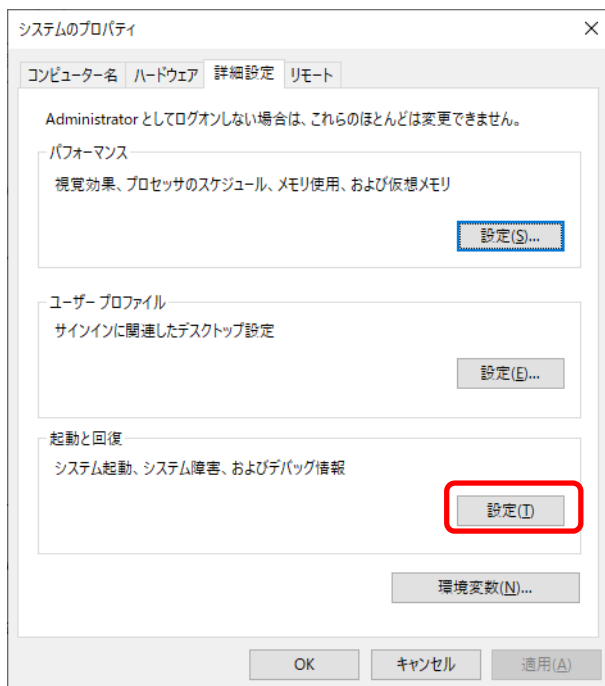 システムのプロパティ
コンピューター名 ハードウェア 詳細設定 リモート
Administrator としてログオンしない場合は、これらのほとんどは変更できません。
パフォーマンス
視覚効果、プロセッサのスケジュール、メモリ使用、および仮想メモリ
設定(S)...
ユーザー プロファイル
サインインに関連したデスクトップ設定
設定(E)...
起動と回復
システム起動、システム障害、およびデバッグ情報
設定(T)
環境変数(N)...
OK キャンセル 適用(A)